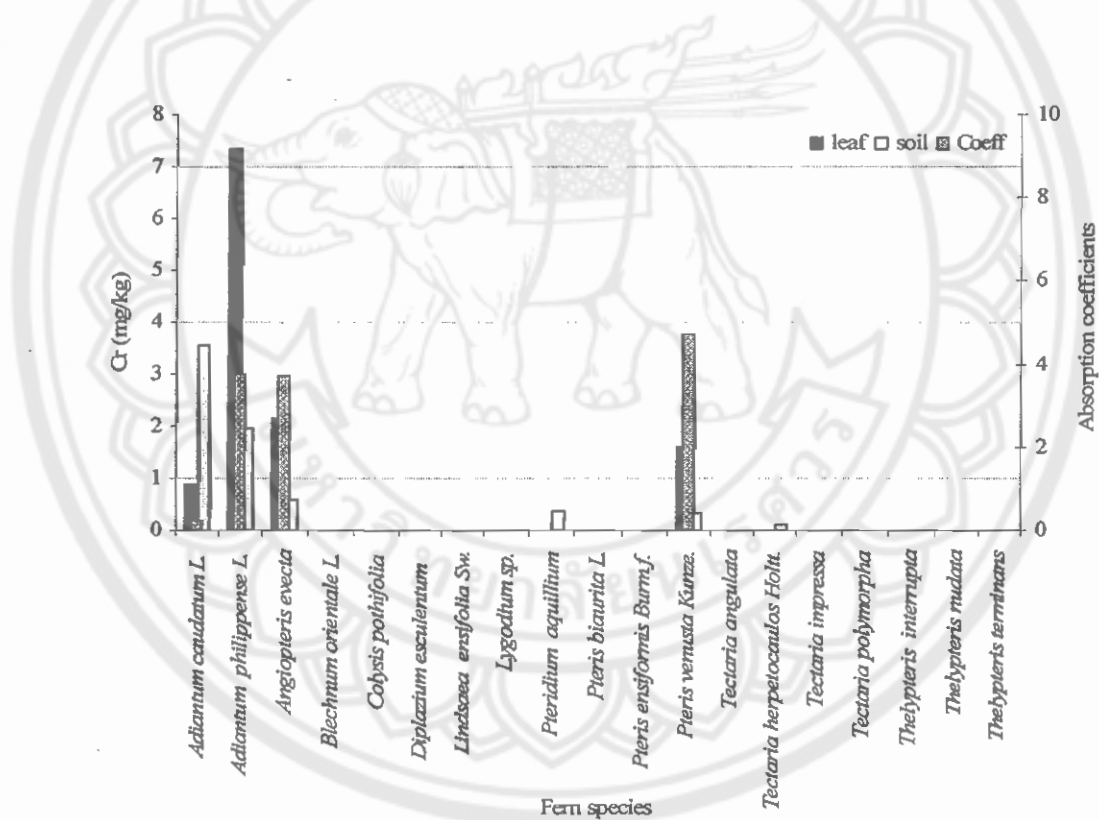 8
7
6
5
4
3
2
1
0
Cr (mg/kg)
10
8
6
4
2
0
Absorption coefficients
leaf soil Coeff
Adiantum caudatum L.
Adiantum philippense L.
Angiopteris evecta
Blechnum orientale L.
Colysis pothifolia
Diplazium esculentum
Lindsaea ensifolia Sw.
Lygodium sp.
Pteridium aquillium
Pteris biaurita L.
Pteris ensiformis Burm.f.
Pteris venusta Kunze.
Tectaria angulata
Tectaria herpetocaulos Holtt.
Tectaria impressa
Tectaria polymorpha
Thelypteris interrupta
Thelypteris nudata
Thelypteris terminans
Fern species